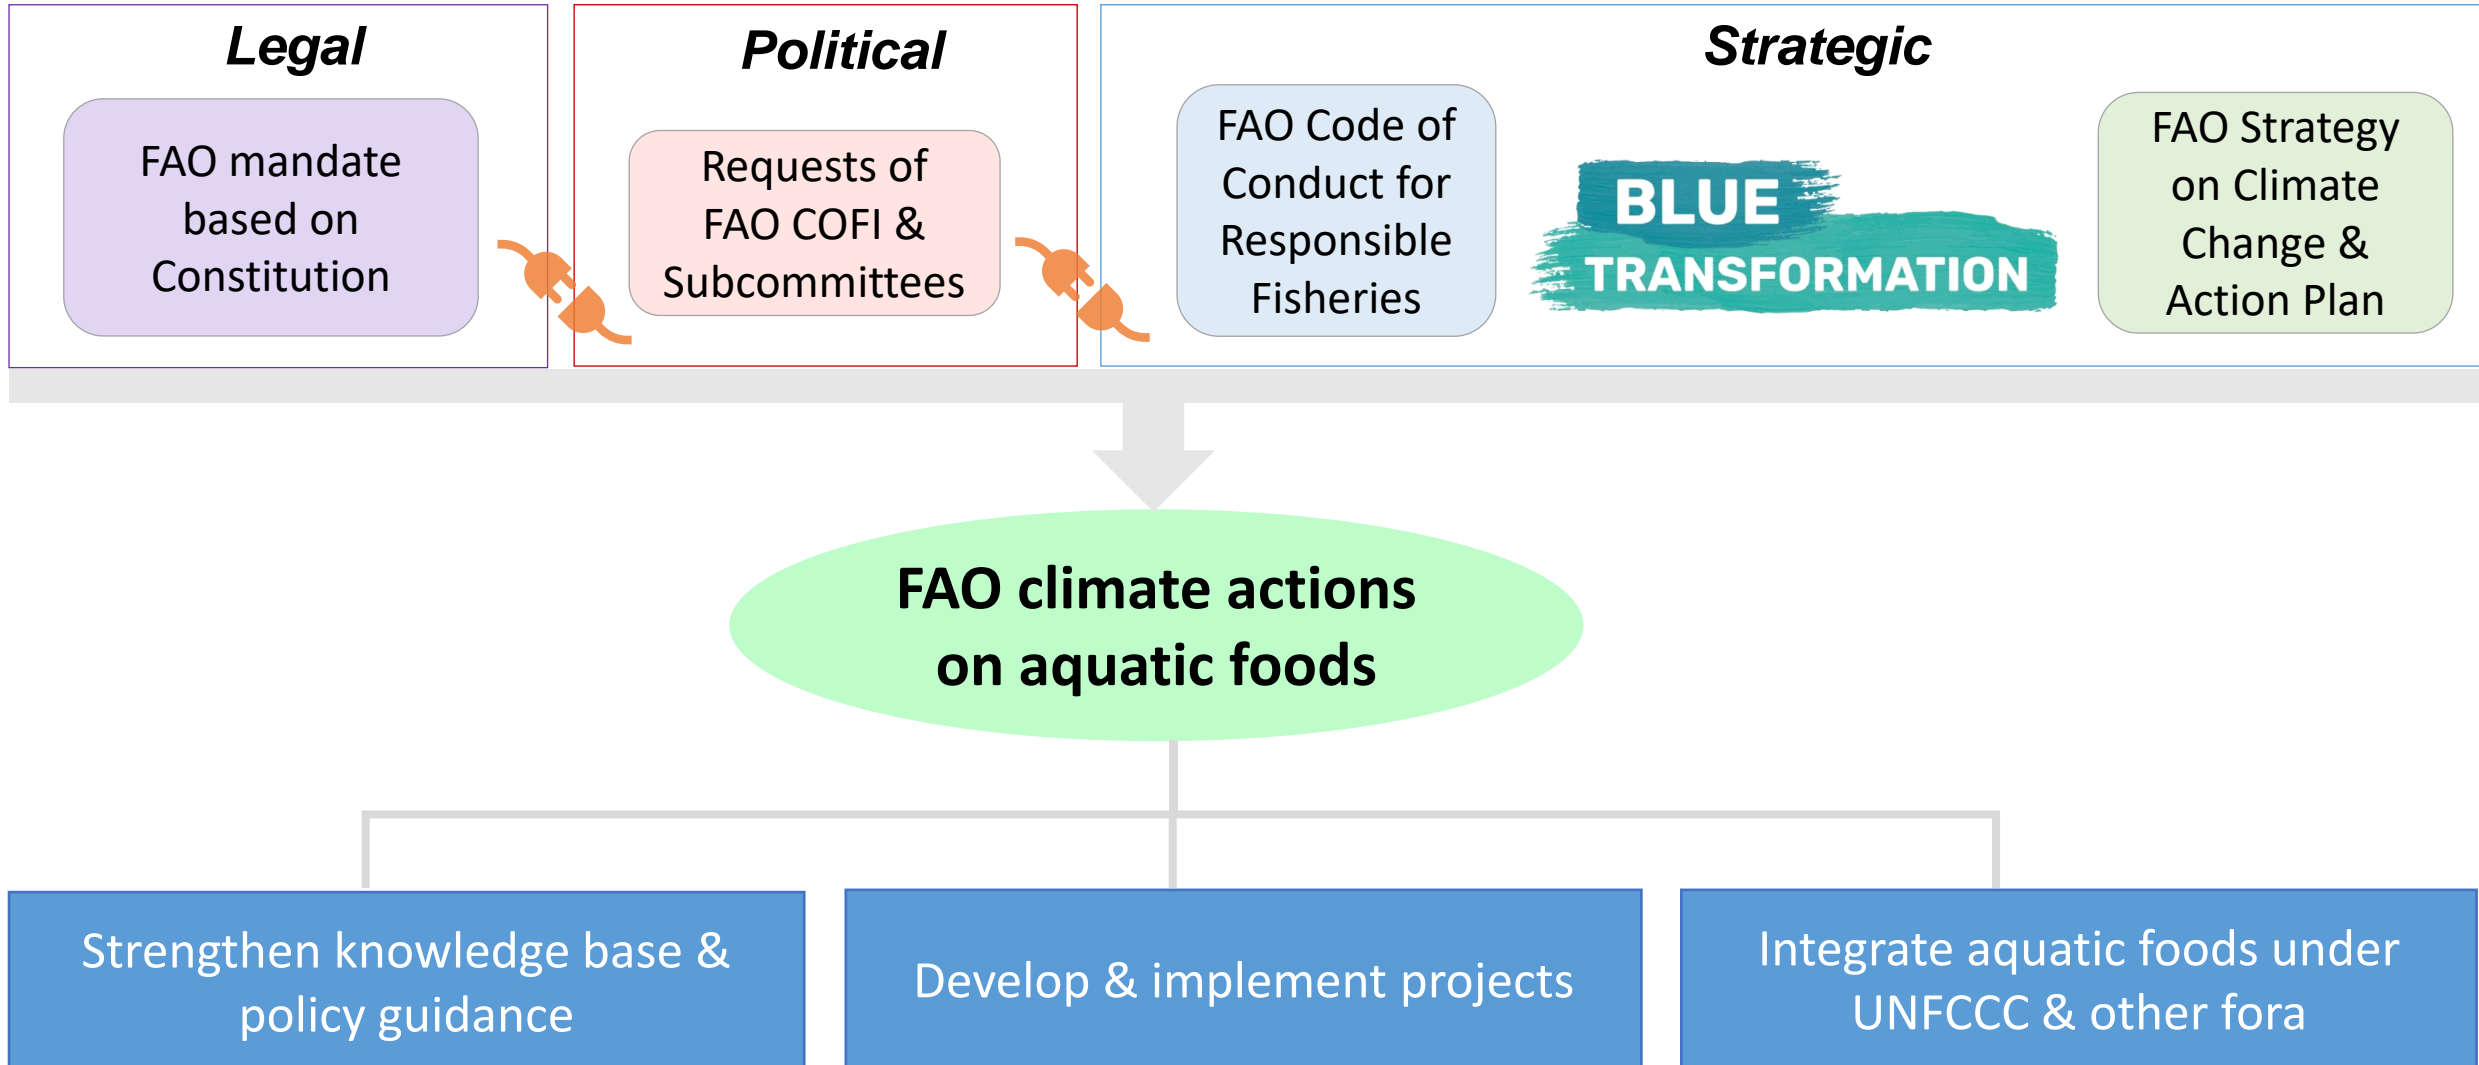 Legal
FAO mandate
based on
Constitution
Political
Requests of
FAO COFI &
Subcommittees
Strategic
FAO Code of
Conduct for
Responsible
Fisheries
BLUE
TRANSFORMATION
FAO Strategy
on Climate
Change &
Action Plan
FAO climate actions
on aquatic foods
Strengthen knowledge base &
policy guidance
Develop & implement projects
Integrate aquatic foods under
UNFCCC & other fora